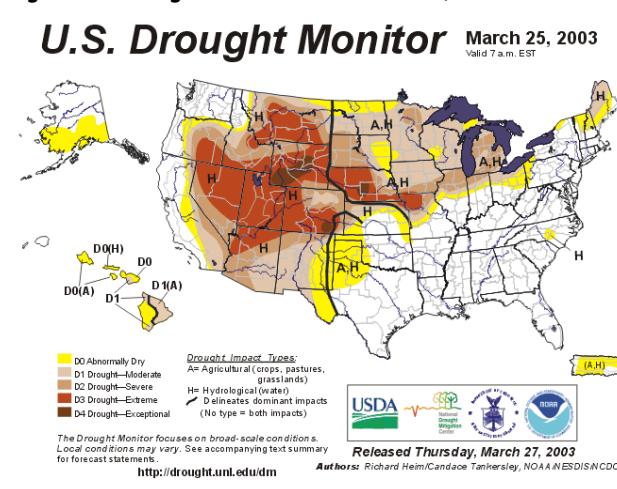 U.S. Drought Monitor
March 25, 2003
Valid 7 a.m. EST
H
A,H
H
H
A,H
H
A,H
H
H
H
A,H
H
D0(H)
D0
D0(A)
D1(A)
D1
(A,H)
D0 Abnormally Dry
D1 Drought—Moderate
D2 Drought—Severe
D3 Drought—Extreme
D4 Drought—Exceptional
Drought Impact Types:
A= Agricultural (crops, pastures,
grasslands)
H= Hydrological (water)
Delineates dominant impacts
(No type = both impacts)
USDA
National
Drought
Mitigation
Center
NOAA
The Drought Monitor focuses on broad-scale conditions.
Local conditions may vary. See accompanying text summary
for forecast statements.
http://drought.unl.edu/dm
Released Thursday, March 27, 2003
Authors: Richard Heim/Candace Tankersley, NOAA/NESDIS/NCDC